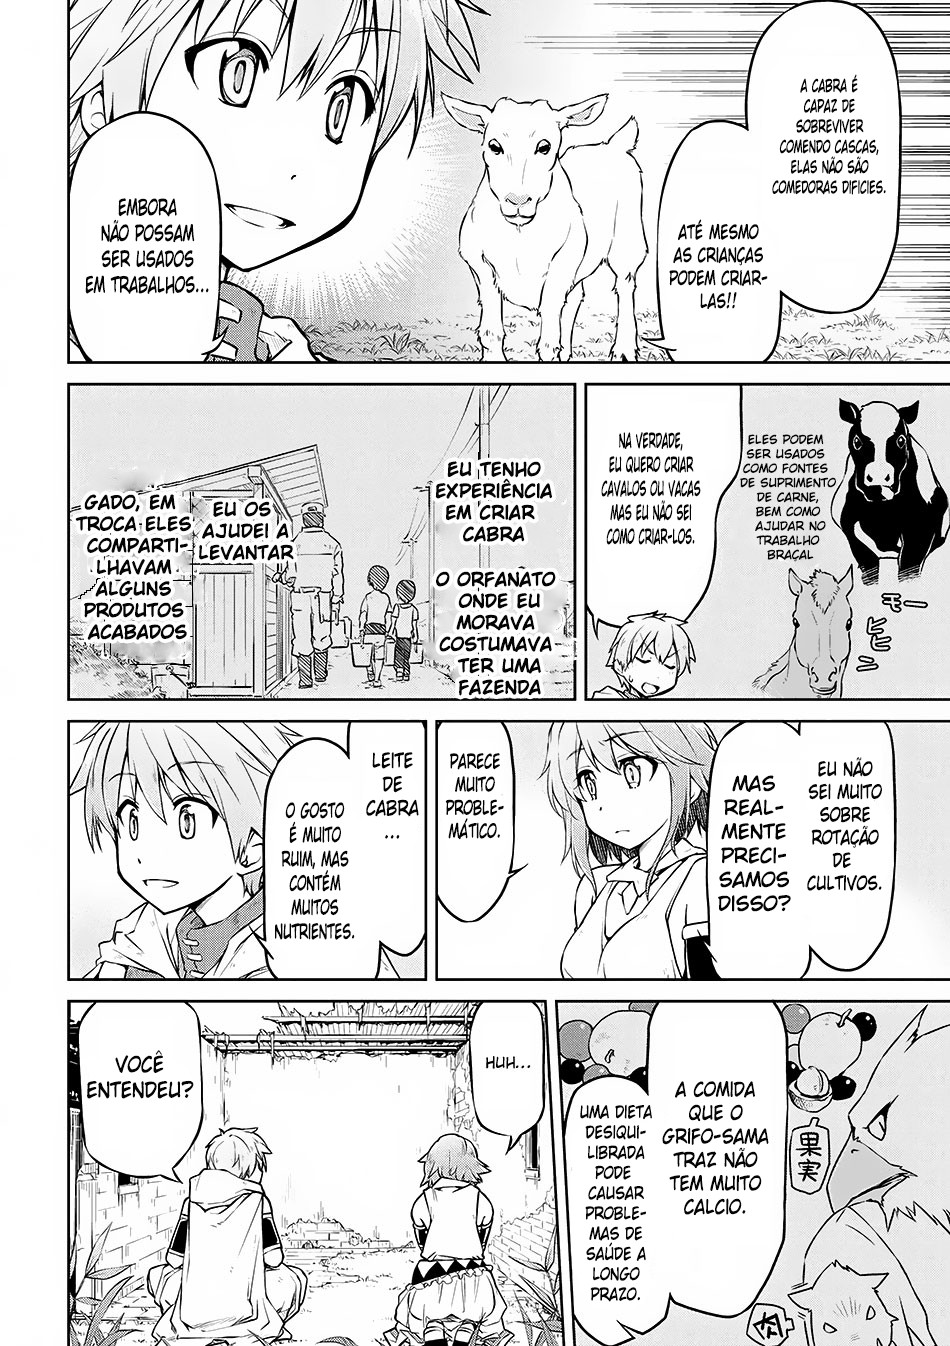 A CABRA É
CAPAZ DE
SOBREVIVER
COMENDO CASCAS,
ELAS NÃO SÃO
COMEDORAS DIFICIES.
ATÉ MESMO
AS CRIANÇAS
PODEM CRIAR-
LAS!!
EMBORA
NÃO POSSAM
SER USADOS
EM TRABALHOS...
ELES PODEM
SER USADOS
COMO FONTES
DE SUPRIMENTO
DE CARNE,
BEM COMO
AJUDAR NO
TRABALHO
BRAÇAL
モー
ヒヒン
NA VERDADE,
EU QUERO CRIAR
CAVALOS OU VACAS
MAS EU NÃO SEI
COMO CRIAR-LOS.
EU TENHO
EXPERIÊNCIA
EM CRIAR
CABRA
O ORFANATO
ONDE EU
MORAVA
COSTUMAVA
TER UMA
FAZENDA
EU OS
AJUDEI A
LEVANTAR
GADO, EM
TROCA ELES
COMPARTI-
LHAVAM
ALGUNS
PRODUTOS
ACABADOS
EU NÃO
SEI MUITO
SOBRE
ROTAÇÃO
DE
CULTIVOS.
MAS
REAL-
MENTE
PRECI-
SAMOS
DISSO?
PARECE
MUITO
PROBLE-
MÁTICO.
LEITE
DE
CABRA
...
O GOSTO
É MUITO
RUIM, MAS
CONTÉM
MUITOS
NUTRIENTES.
果実
A COMIDA
QUE O
GRIFO-SAMA
TRAZ NÃO
TEM MUITO
CALCIO.
UMA DIETA
DESIQUI-
LIBRADA
PODE
CAUSAR
PROBLE-
MAS DE
SAÚDE A
LONGO
PRAZO.
肉
HUH...
VOCÊ
ENTENDEU?